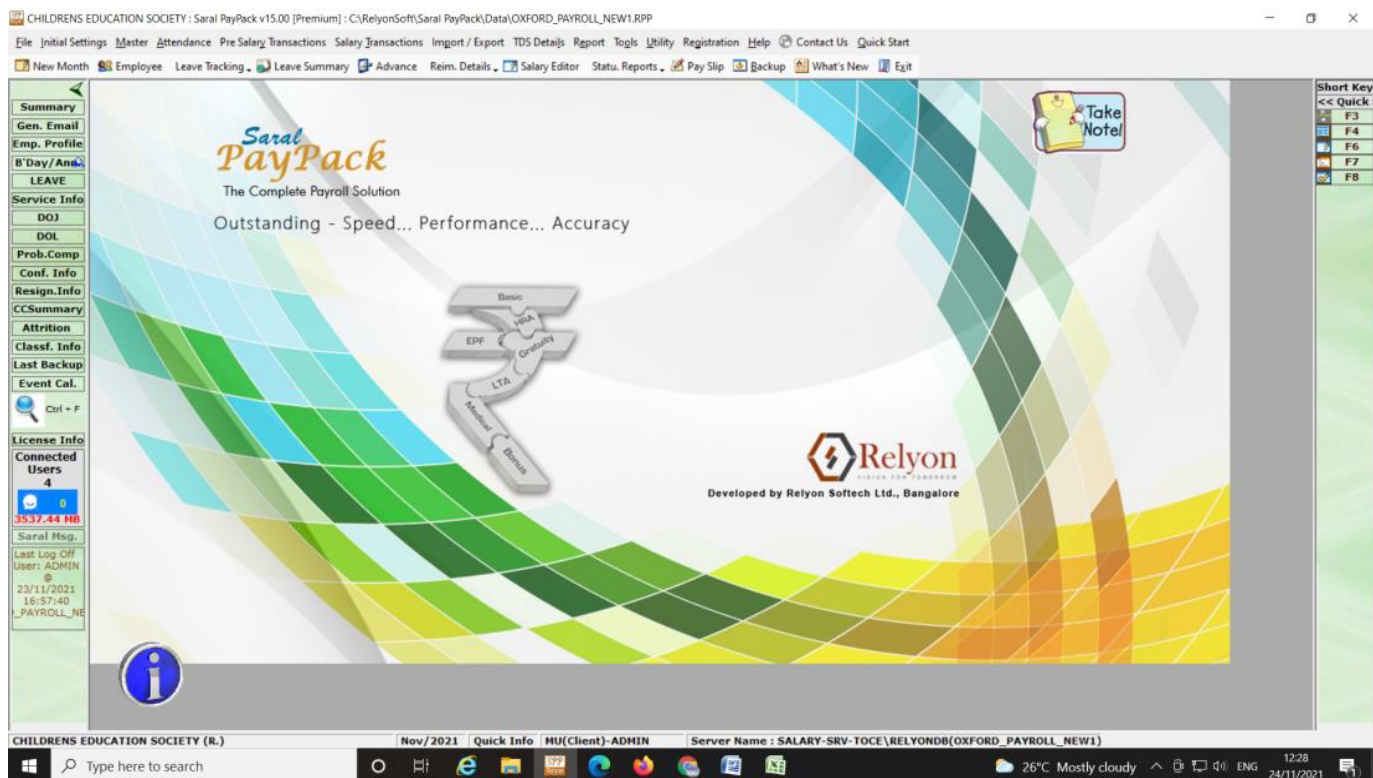 CHILDRENS EDUCATION SOCIETY : Saral PayPack v15.00 [Premium] : C:\RelyonSoft\Saral PayPack\Data\OXFORD_PAYROLL_NEW1.RPP
File Initial Settings Master Attendance Pre Salary Transactions Salary Transactions Import / Export TDS Details Report Tools Utility Registration Help Contact Us Quick Start
New Month Employee Leave Tracking Leave Summary Advance Reim. Details Salary Editor Statu. Reports Pay Slip Backup What's New Exit
Summary
Gen. Email
Emp. Profile
B'Day/Ann.
LEAVE
Service Info
DOJ
DOL
Prob.Comp
Conf. Info
Resign.Info
CCSummary
Attrition
Classf. Info
Last Backup
Event Cal.
Ctrl + F
License Info
Connected
Users
4
0
3537.44 MB
Saral Msg.
Last Log Off
User: ADMIN
@
23/11/2021
16:57:40
_PAYROLL_NE
Saral
PayPack
The Complete Payroll Solution
Outstanding - Speed... Performance... Accuracy
Take
Note!
Basic
HRA
EPF
Gratuity
LTA
Medical
Bonus
Relyon
VISION FOR TOMORROW
Developed by Relyon Softech Ltd., Bangalore
Short Key
<< Quick
F3
F4
F6
F7
F8
CHILDRENS EDUCATION SOCIETY (R.) Nov/2021 Quick Info MU(Client)-ADMIN Server Name : SALARY-SRV-TOCE\RELYONDB(OXFORD_PAYROLL_NEW1)
Type here to search
26°C Mostly cloudy ENG
12:28
24/11/2021